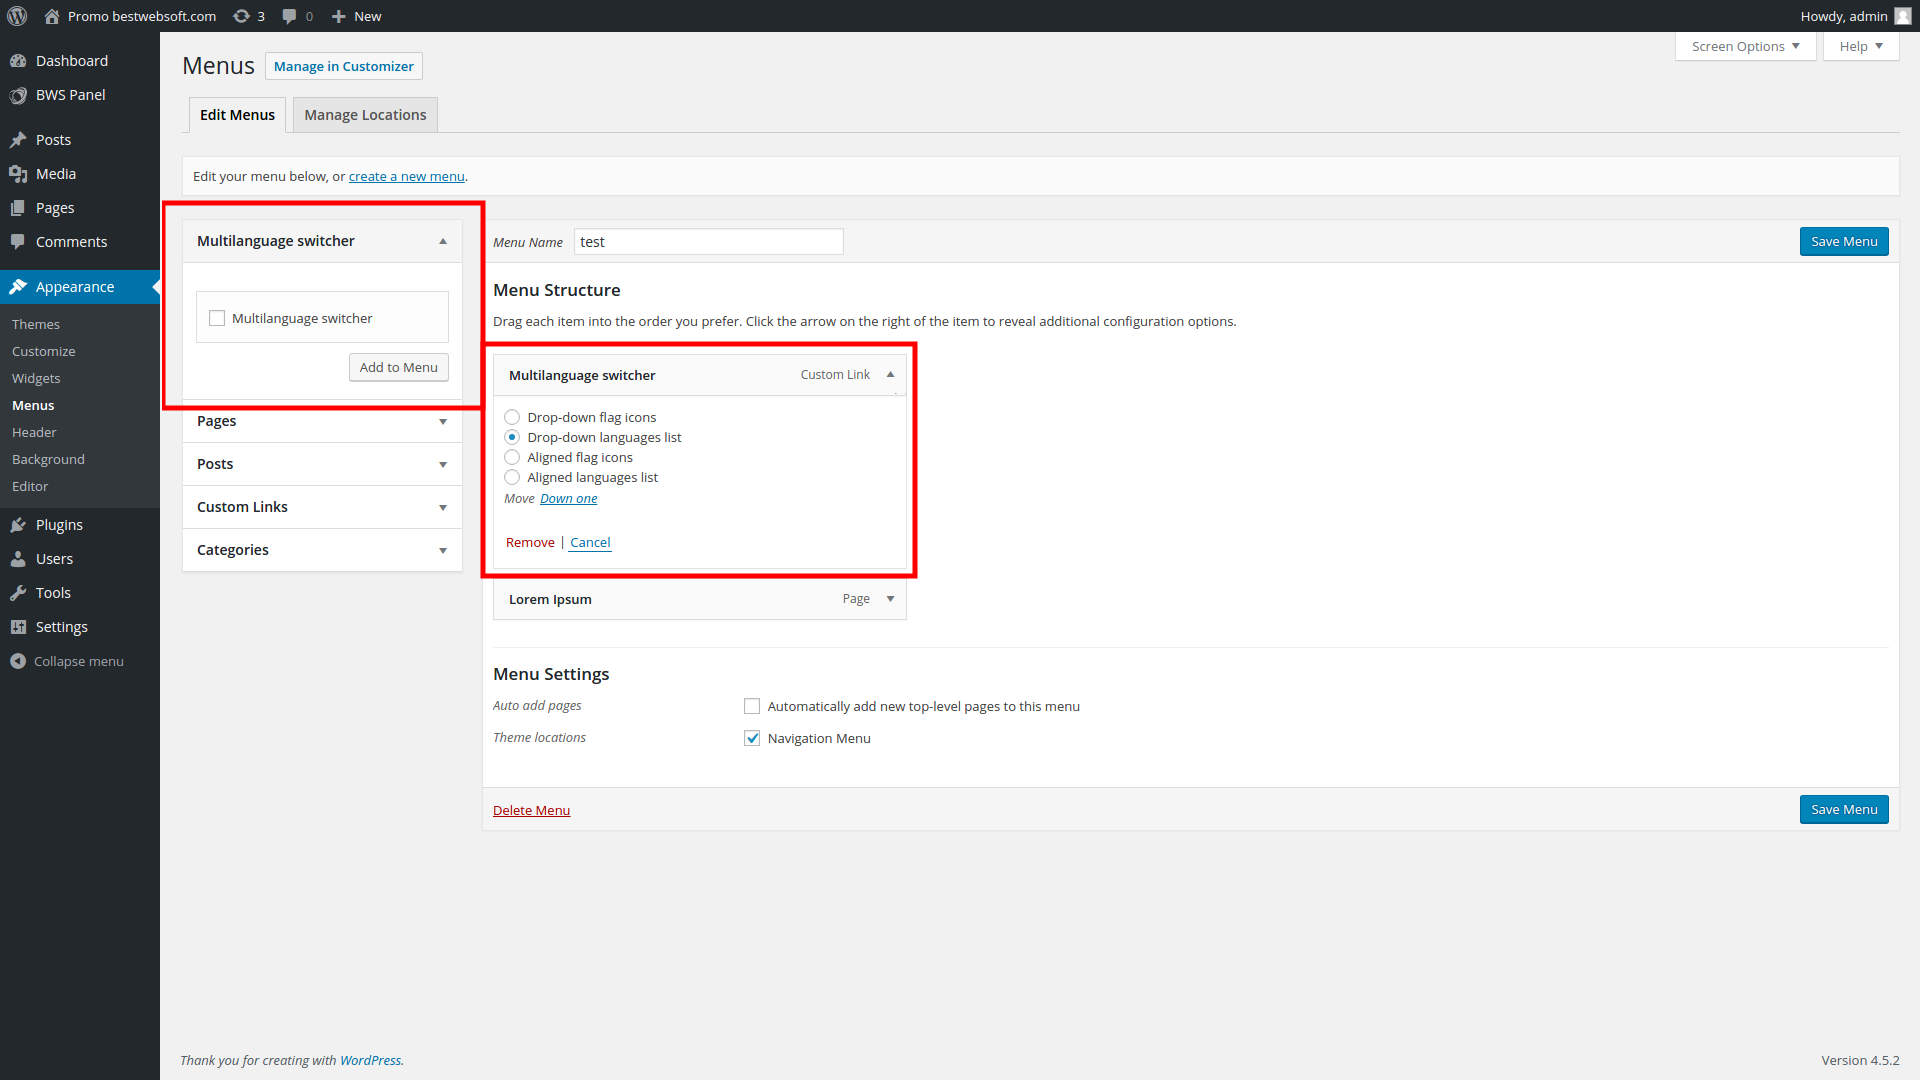 Promo bestwebsoft.com 3 0 New Howdy, admin
Screen Options Help
Dashboard
BWS Panel
Posts
Media
Pages
Comments
Appearance
Themes
Customize
Widgets
Menus
Header
Background
Editor
Plugins
Users
Tools
Settings
Collapse menu
Menus Manage in Customizer
Edit Menus Manage Locations
Edit your menu below, or create a new menu.
Multilanguage switcher
Multilanguage switcher
Add to Menu
Pages
Posts
Custom Links
Categories
Menu Name test Save Menu
Menu Structure
Drag each item into the order you prefer. Click the arrow on the right of the item to reveal additional configuration options.
Multilanguage switcher Custom Link
Drop-down flag icons
Drop-down languages list
Aligned flag icons
Aligned languages list
Move Down one
Remove | Cancel
Lorem Ipsum Page
Menu Settings
Auto add pages Automatically add new top-level pages to this menu
Theme locations Navigation Menu
Delete Menu Save Menu
Thank you for creating with WordPress. Version 4.5.2